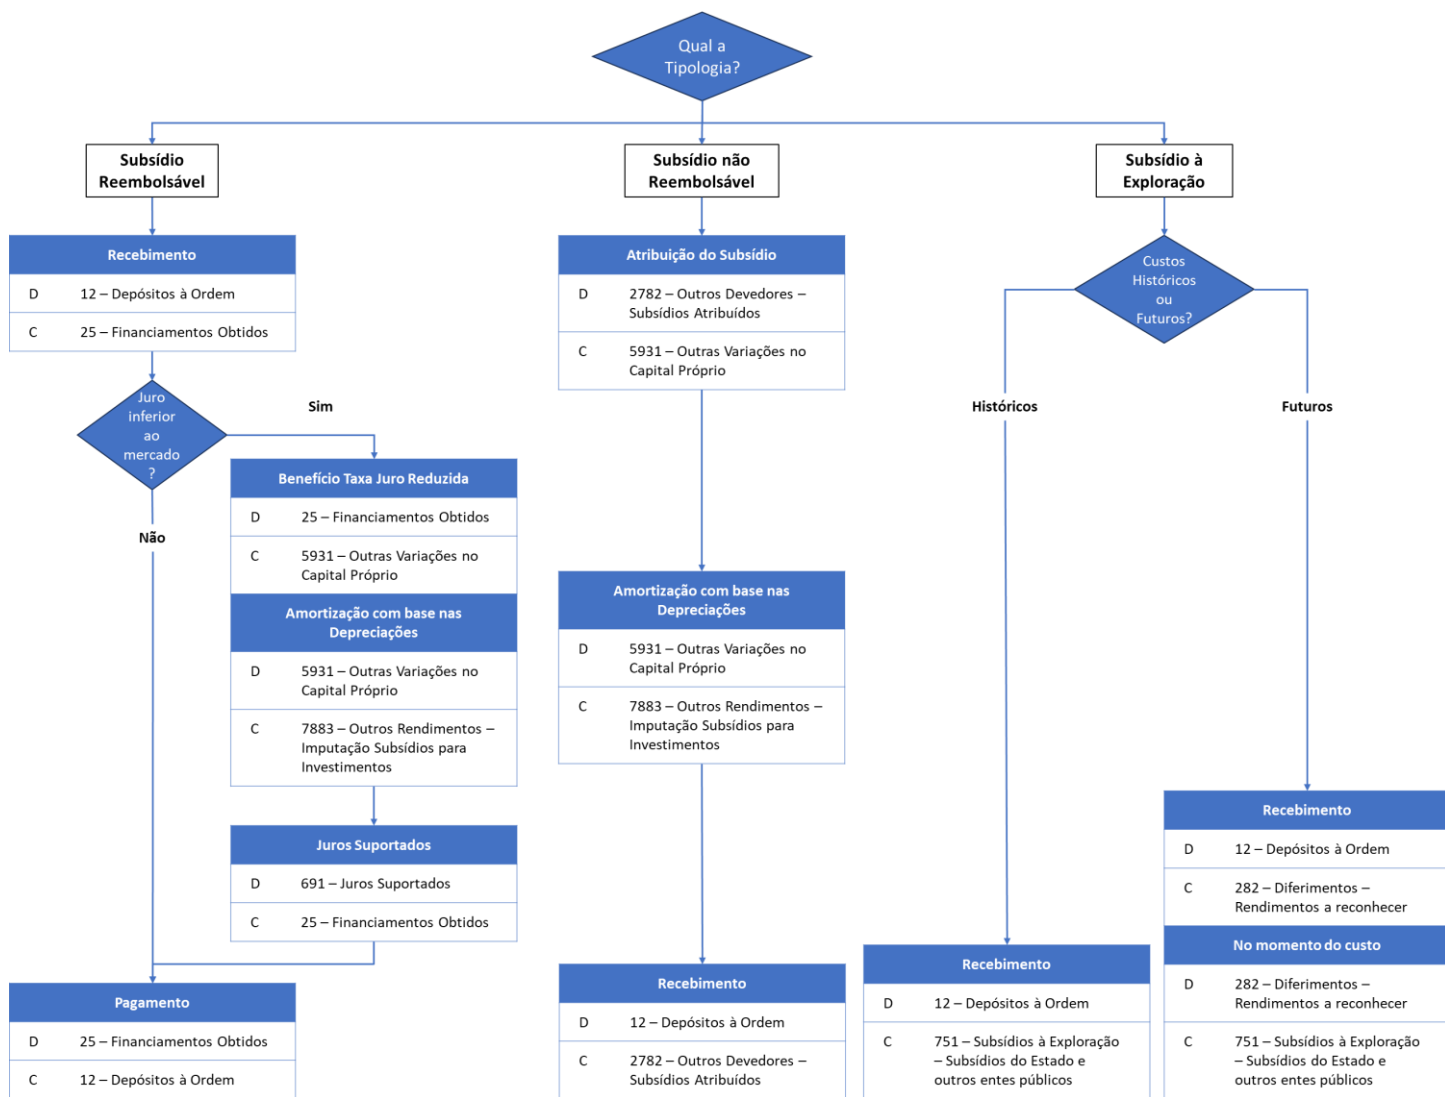 Qual a
Tipologia?
Subsídio
Reembolsável
Subsídio não
Reembolsável
Subsídio à
Exploração
Recebimento
D 12 – Depósitos à Ordem
C 25 – Financiamentos Obtidos
Juro
inferior
ao
mercado
?
Sim
Não
Benefício Taxa Juro Reduzida
D 25 – Financiamentos Obtidos
C 5931 – Outras Variações no
Capital Próprio
Amortização com base nas
Depreciações
D 5931 – Outras Variações no
Capital Próprio
C 7883 – Outros Rendimentos –
Imputação Subsídios para
Investimentos
Juros Suportados
D 691 – Juros Suportados
C 25 – Financiamentos Obtidos
Pagamento
D 25 – Financiamentos Obtidos
C 12 – Depósitos à Ordem
Atribuição do Subsídio
D 2782 – Outros Devedores –
Subsídios Atribuídos
C 5931 – Outras Variações no
Capital Próprio
Amortização com base nas
Depreciações
D 5931 – Outras Variações no
Capital Próprio
C 7883 – Outros Rendimentos –
Imputação Subsídios para
Investimentos
Recebimento
D 12 – Depósitos à Ordem
C 2782 – Outros Devedores –
Subsídios Atribuídos
Custos
Históricos
ou
Futuros?
Históricos
Futuros
Recebimento
D 12 – Depósitos à Ordem
C 751 – Subsídios à Exploração
– Subsídios do Estado e
outros entes públicos
Recebimento
D 12 – Depósitos à Ordem
C 282 – Diferimentos –
Rendimentos a reconhecer
No momento do custo
D 282 – Diferimentos –
Rendimentos a reconhecer
C 751 – Subsídios à Exploração
– Subsídios do Estado e
outros entes públicos